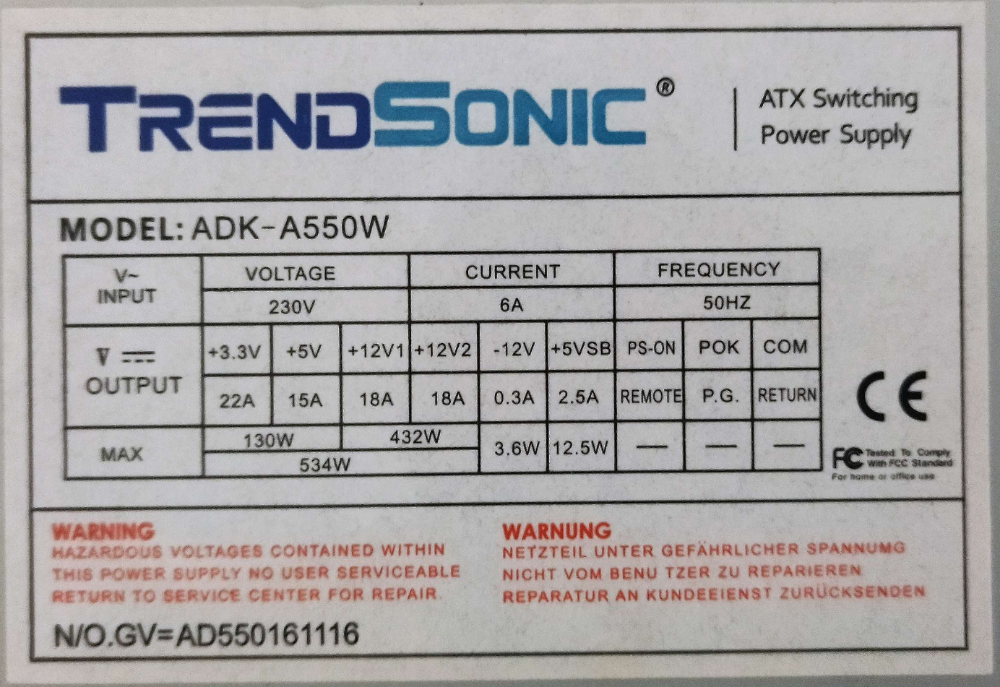 TRENDSONIC®
ATX Switching
Power Supply
MODEL: ADK-A550W
V~
INPUT
VOLTAGE CURRENT FREQUENCY
230V 6A 50HZ
V
OUTPUT
+3.3V +5V +12V1 +12V2 -12V +5VSB PS-ON POK COM
22A 15A 18A 18A 0.3A 2.5A REMOTE P.G. RETURN
MAX
130W 432W 3.6W 12.5W — — —
534W
CE
FC Tested To Comply
With FCC Standard
For home or office use
WARNING
HAZARDOUS VOLTAGES CONTAINED WITHIN
THIS POWER SUPPLY NO USER SERVICEABLE
RETURN TO SERVICE CENTER FOR REPAIR.
WARNUNG
NETZTEIL UNTER GEFÄHRLICHER SPANNUMG
NICHT VOM BENU TZER ZU REPARIEREN
REPARATUR AN KUNDEEIENST ZURÜCKSENDEN
N/O.GV=AD550161116